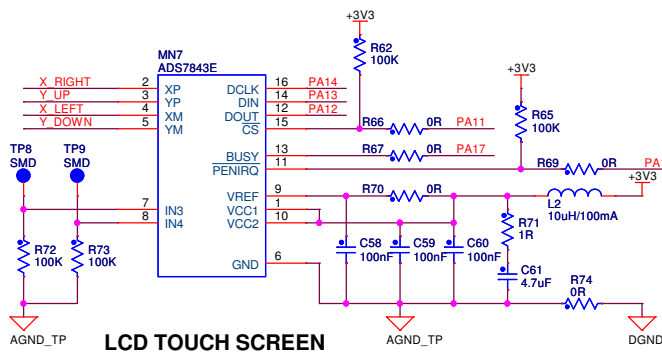 +3V3
MN7
ADS7843E
R62
100K
+3V3
X_RIGHT 2 XP DCLK 16 PA14
Y_UP 3 YP DIN 14 PA13
X_LEFT 4 XM DOUT 12 PA12
Y_DOWN 5 YM CS 15 R66 0R PA11
R65
100K
TP8
SMD
TP9
SMD
BUSY 13 R67 0R PA17
PENIRQ 11 R69 0R PA
+3V3
VREF 9 R70 0R
L2
10uH/100mA
7 IN3 VCC1 1
8 IN4 VCC2 10
R71
1R
R72
100K
R73
100K
C58
100nF
C59
100nF
C60
100nF
GND 6
C61
4.7uF
R74
0R
AGND_TP
LCD TOUCH SCREEN
AGND_TP
DGND